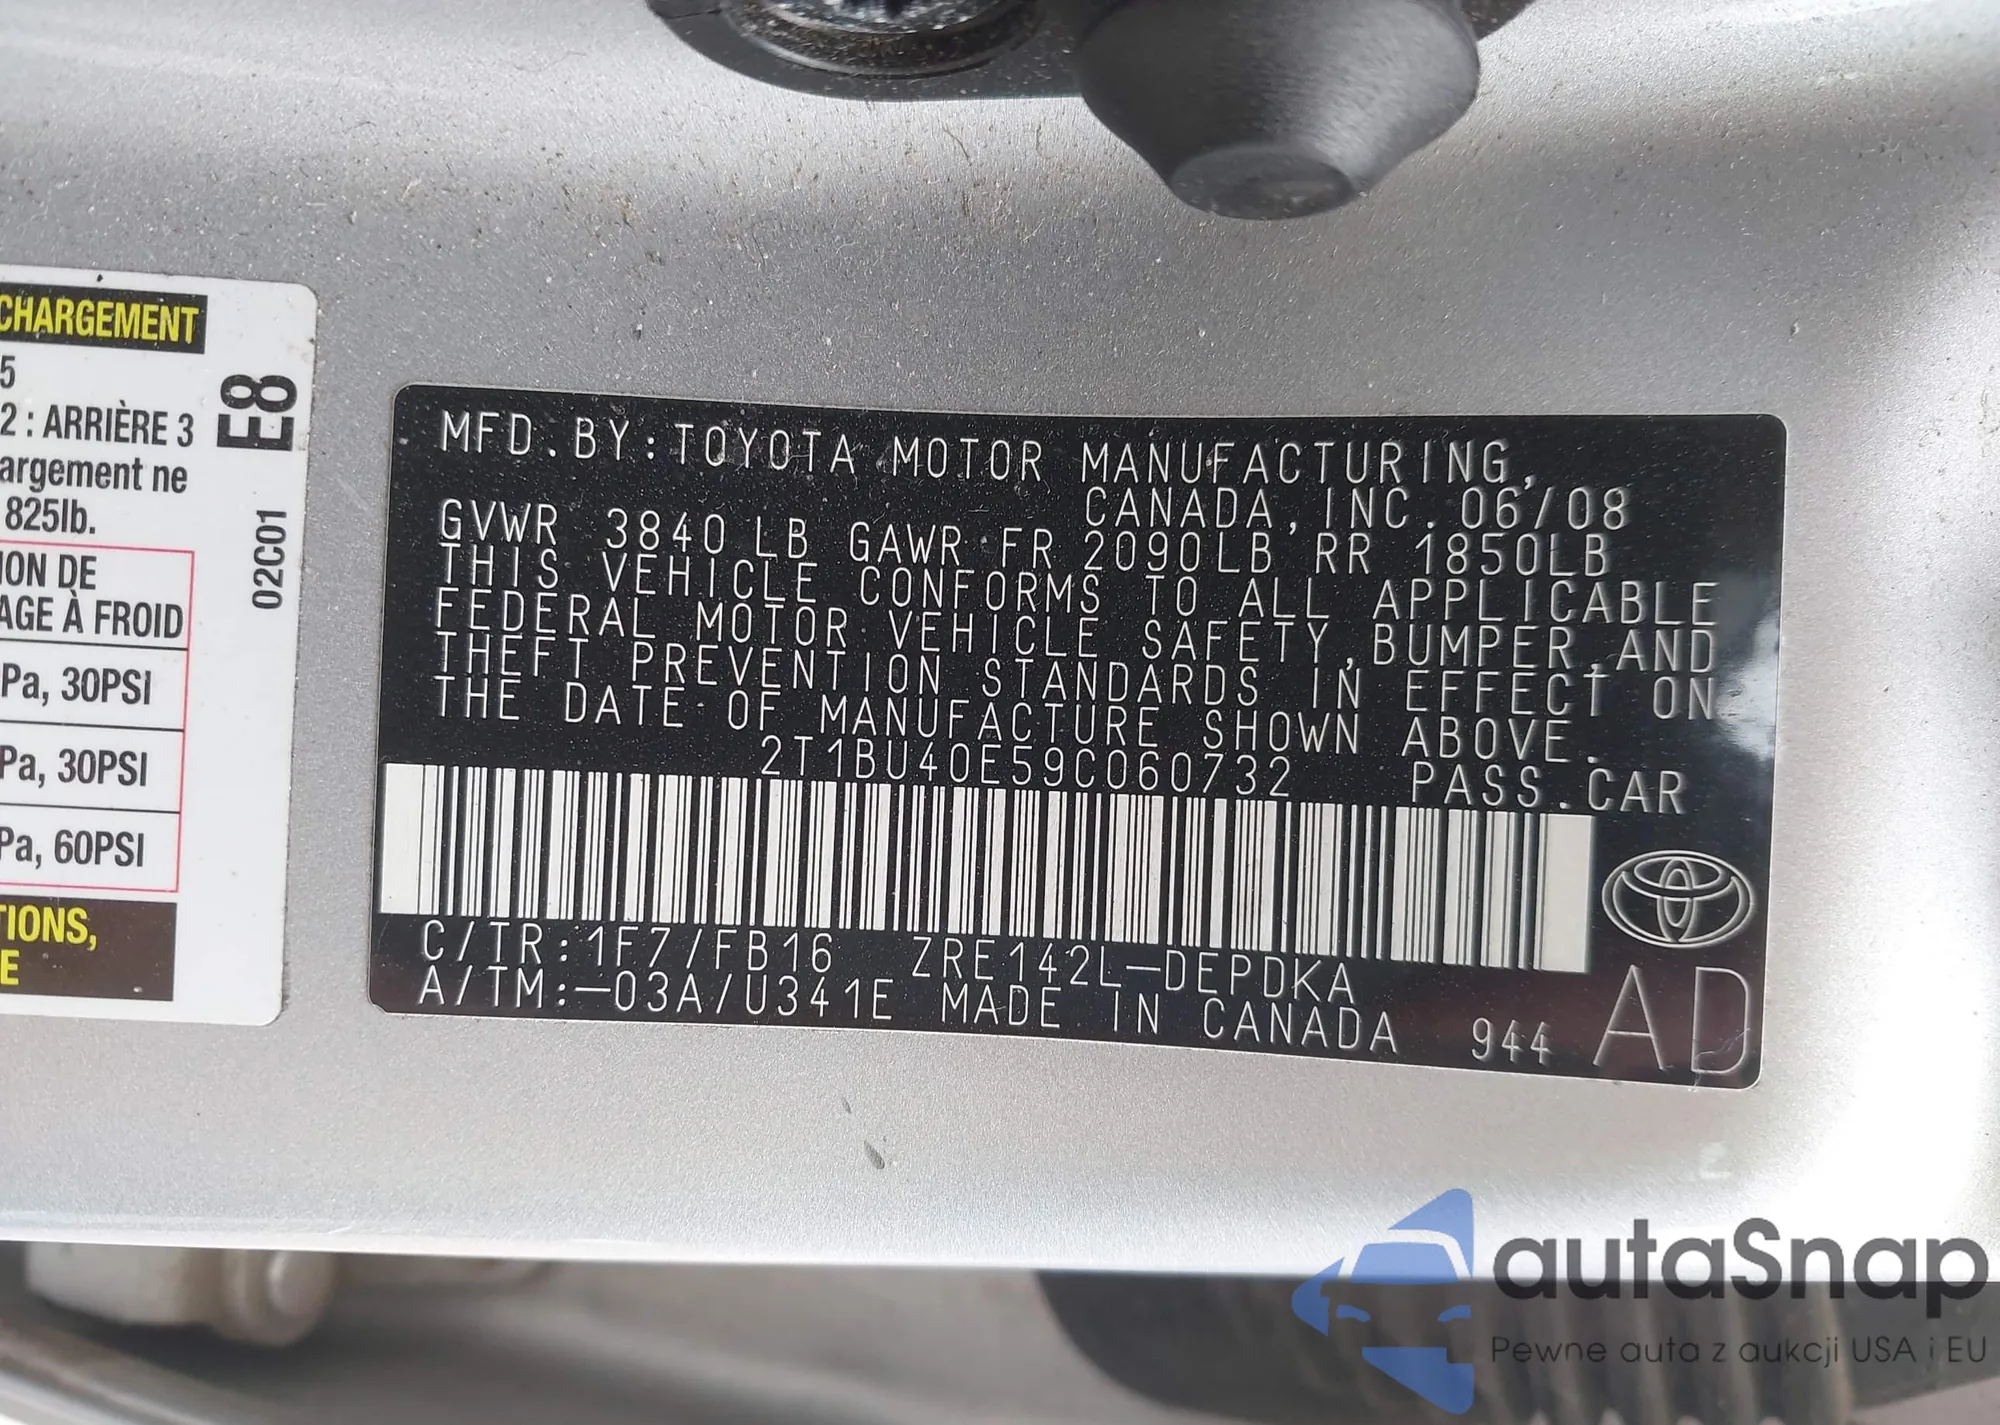 CHARGEMENT
5
2 : ARRIÈRE 3
argement ne
825lb.
ION DE
AGE À FROID
Pa, 30PSI
Pa, 30PSI
Pa, 60PSI
TIONS,
E
E8
02C01
MFD.BY:TOYOTA MOTOR MANUFACTURING,
CANADA,INC.06/08
GVWR 3840 LB GAWR FR 2090LB RR 1850LB
THIS VEHICLE CONFORMS TO ALL APPLICABLE
FEDERAL MOTOR VEHICLE SAFETY,BUMPER,AND
THEFT PREVENTION STANDARDS IN EFFECT ON
THE DATE OF MANUFACTURE SHOWN ABOVE.
2T1BU40E59C060732 PASS.CAR
C/TR:1F7/FB16 ZRE142L-DEPDKA
A/TM:-03A/U341E MADE IN CANADA 944 AD
autaSnap
Pewne auta z aukcji USA i EU